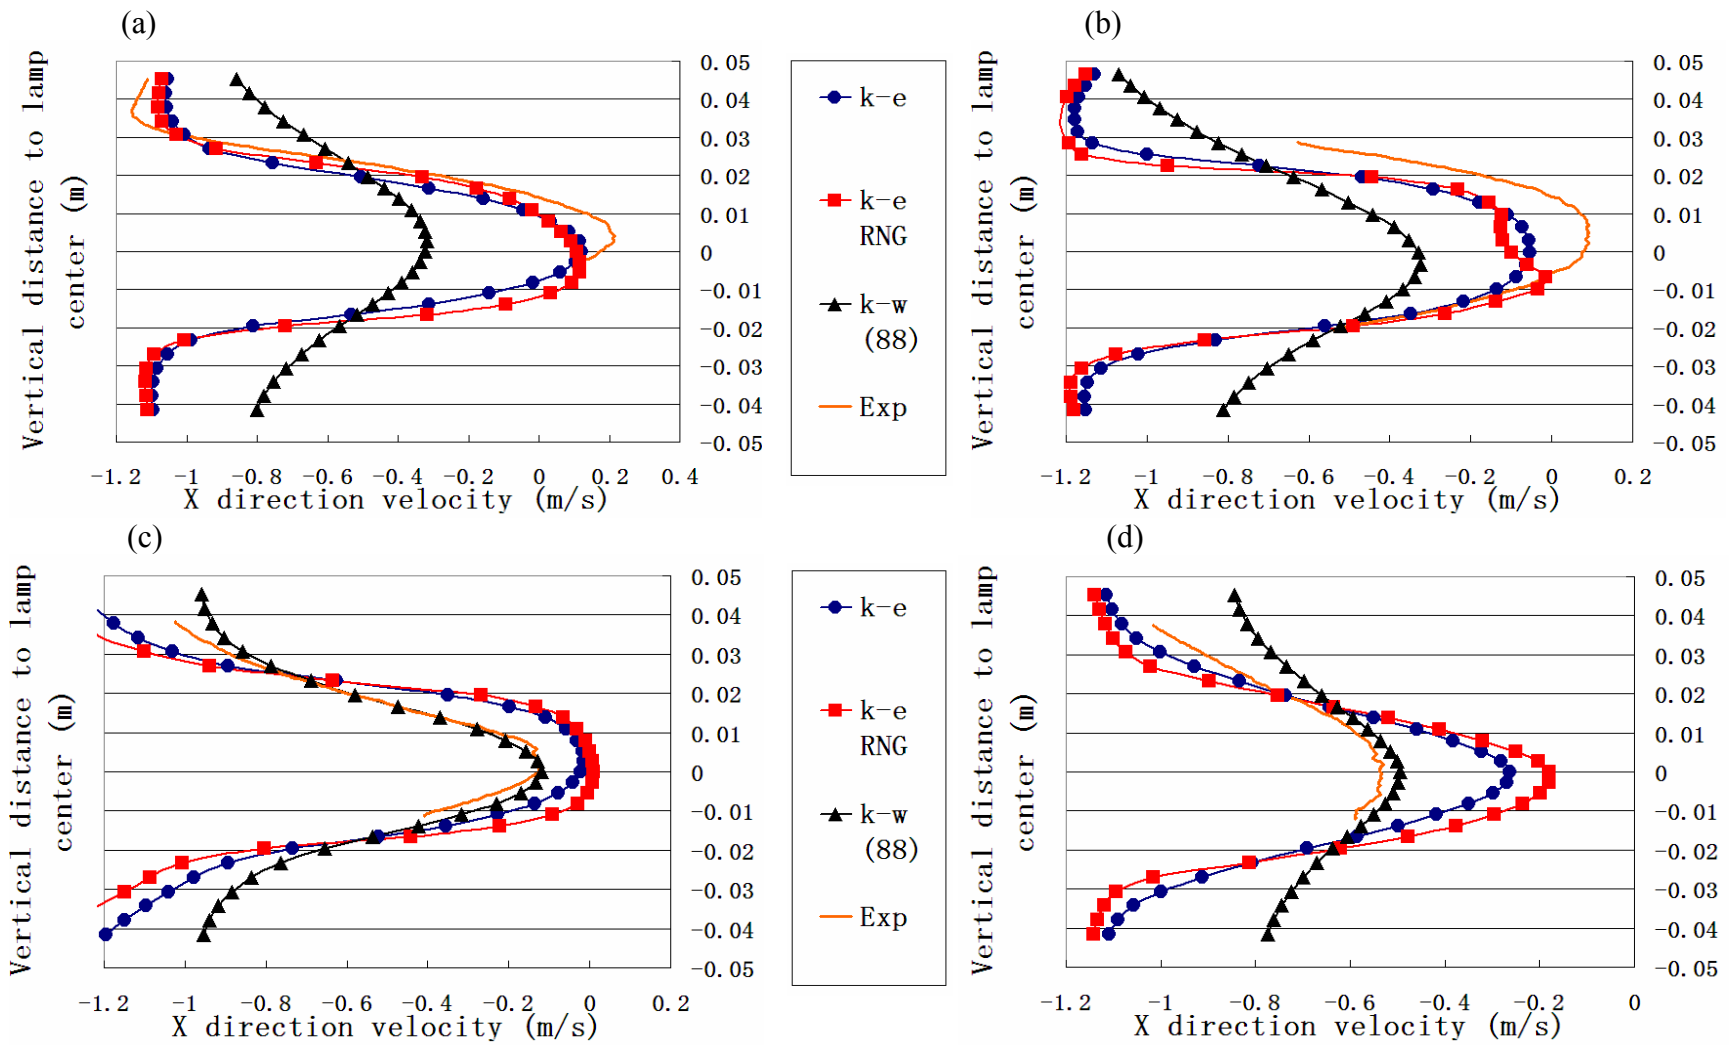 (a)
Vertical distance to lamp
center (m)
0.05
0.04
0.03
0.02
0.01
0
-0.01
-0.02
-0.03
-0.04
-0.05
-1.2 -1 -0.8 -0.6 -0.4 -0.2 0 0.2 0.4
X direction velocity (m/s)
k-e
k-e
RNG
k-w
(88)
Exp
(b)
Vertical distance to lamp
center (m)
0.05
0.04
0.03
0.02
0.01
0
-0.01
-0.02
-0.03
-0.04
-0.05
-1.2 -1 -0.8 -0.6 -0.4 -0.2 0 0.2
X direction velocity (m/s)
(c)
Vertical distance to lamp
center (m)
0.05
0.04
0.03
0.02
0.01
0
-0.01
-0.02
-0.03
-0.04
-0.05
-1.2 -1 -0.8 -0.6 -0.4 -0.2 0 0.2
X direction velocity (m/s)
k-e
k-e
RNG
k-w
(88)
Exp
(d)
Vertical distance to lamp
center (m)
0.05
0.04
0.03
0.02
0.01
0
-0.01
-0.02
-0.03
-0.04
-0.05
-1.2 -1 -0.8 -0.6 -0.4 -0.2 0
X direction velocity (m/s)